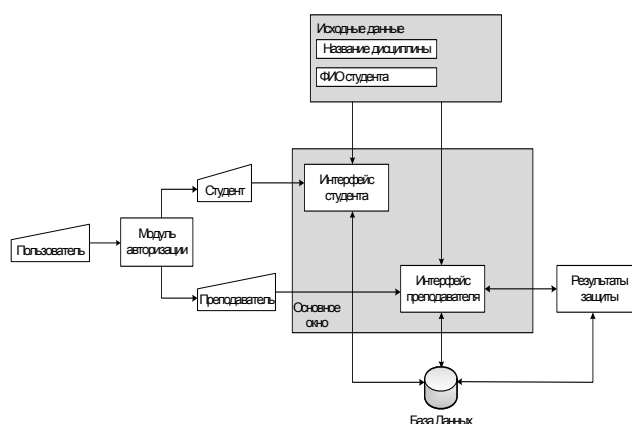 Исходные данные
Название дисциплины
ФИО студента
Студент
Интерфейс
студента
Пользователь
Модуль
авторизации
Преподаватель
Основное
окно
Интерфейс
преподавателя
Результаты
защиты
База Данных